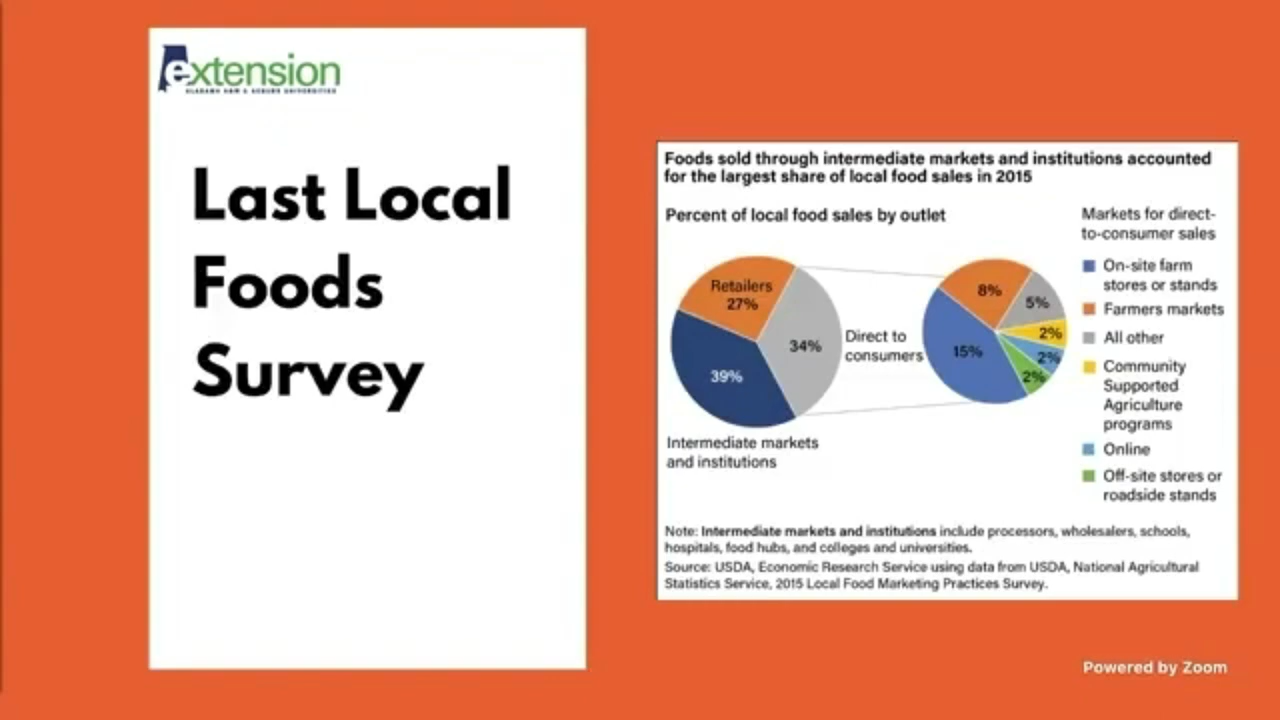 extension
ALABAMA A&M & AUBURN UNIVERSITIES
Last Local
Foods
Survey
Foods sold through intermediate markets and institutions accounted
for the largest share of local food sales in 2015
Percent of local food sales by outlet
Retailers
27%
34%
39%
Intermediate markets
and institutions
Direct to
consumers
8%
5%
2%
2%
2%
15%
Markets for direct-
to-consumer sales
On-site farm
stores or stands
Farmers markets
All other
Community
Supported
Agriculture
programs
Online
Off-site stores or
roadside stands
Note: Intermediate markets and institutions include processors, wholesalers, schools,
hospitals, food hubs, and colleges and universities.
Source: USDA, Economic Research Service using data from USDA, National Agricultural
Statistics Service, 2015 Local Food Marketing Practices Survey.
Powered by Zoom